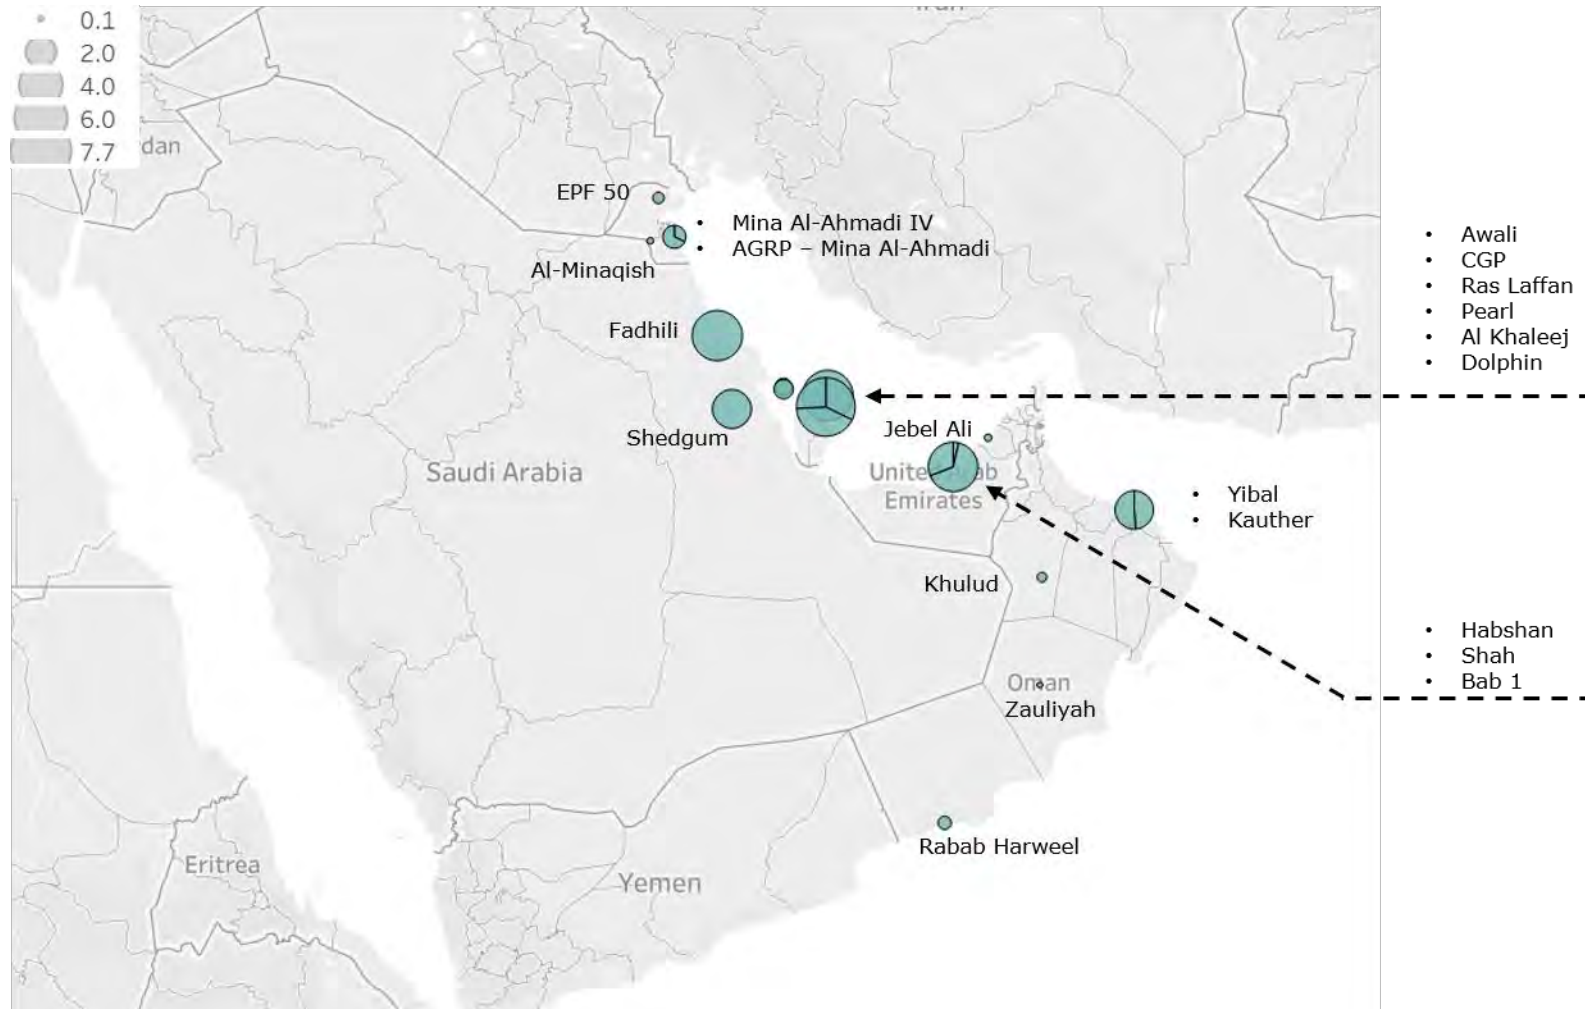 Iran
0.1
2.0
4.0
6.0
7.7
dan
EPF 50
• Mina Al-Ahmadi IV
• AGRP – Mina Al-Ahmadi
Al-Minaqish
Fadhili
Shedgum
Saudi Arabia
Jebel Ali
United Arab
Emirates
• Awali
• CGP
• Ras Laffan
• Pearl
• Al Khaleej
• Dolphin
• Yibal
• Kauther
Khulud
• Habshan
• Shah
• Bab 1
Oman
Zauliyah
Rabab Harweel
Eritrea
Yemen